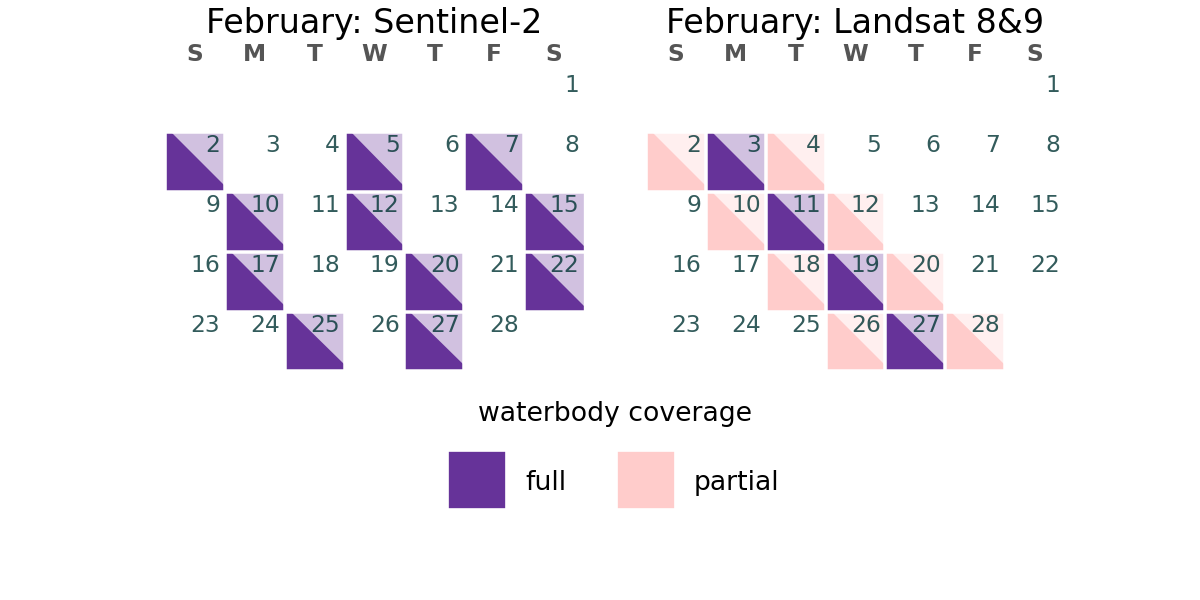 February: Sentinel-2
S M T W T F S
1
2 3 4 5 6 7 8
9 10 11 12 13 14 15
16 17 18 19 20 21 22
23 24 25 26 27 28
February: Landsat 8&9
S M T W T F S
1
2 3 4 5 6 7 8
9 10 11 12 13 14 15
16 17 18 19 20 21 22
23 24 25 26 27 28
waterbody coverage
full partial